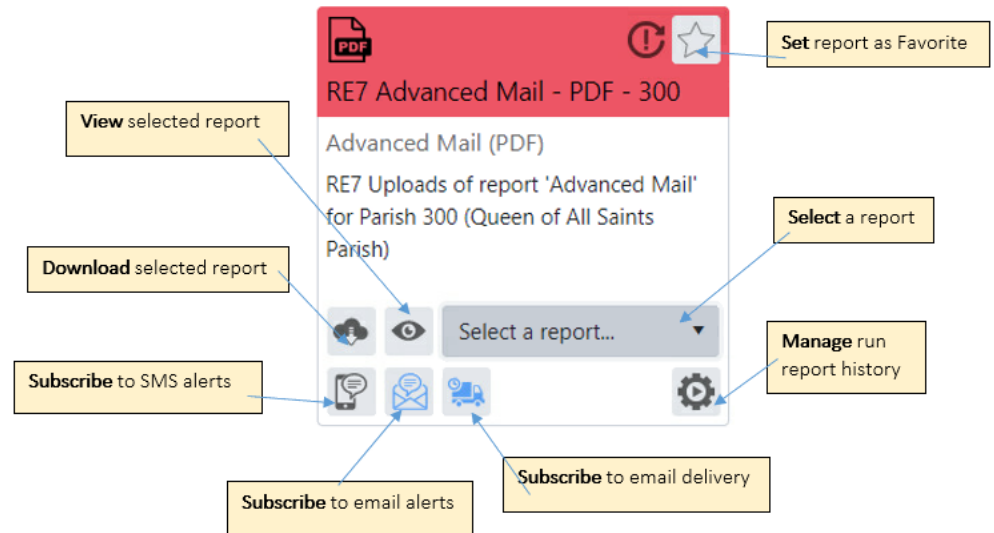 PDF
Set report as Favorite
RE7 Advanced Mail - PDF - 300
View selected report
Advanced Mail (PDF)
RE7 Uploads of report 'Advanced Mail'
for Parish 300 (Queen of All Saints
Parish)
Select a report
Download selected report
Select a report...
Manage run
report history
Subscribe to SMS alerts
Subscribe to email delivery
Subscribe to email alerts